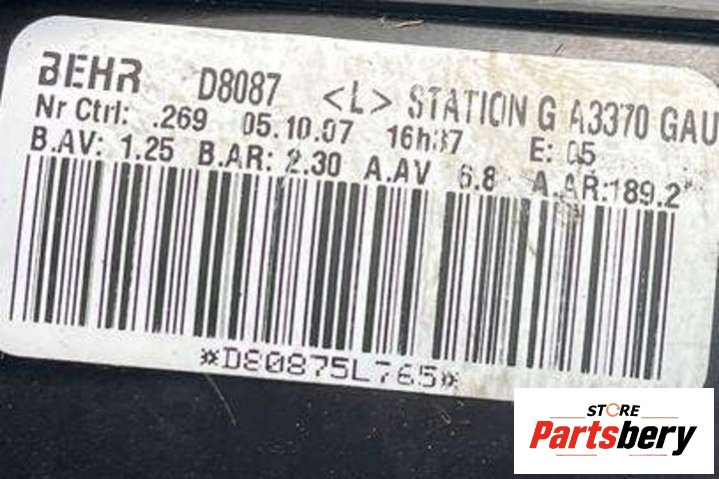 BEHR D8087 <L> STATION G A3370 GAU
Nr Ctrl: .269 05.10.07 16h37 E: 05
B.AV: 1.25 B.AR: 2.30 A.AV 6.8 A.AR:189.2°
*D80875L765*
STORE
Partsbery